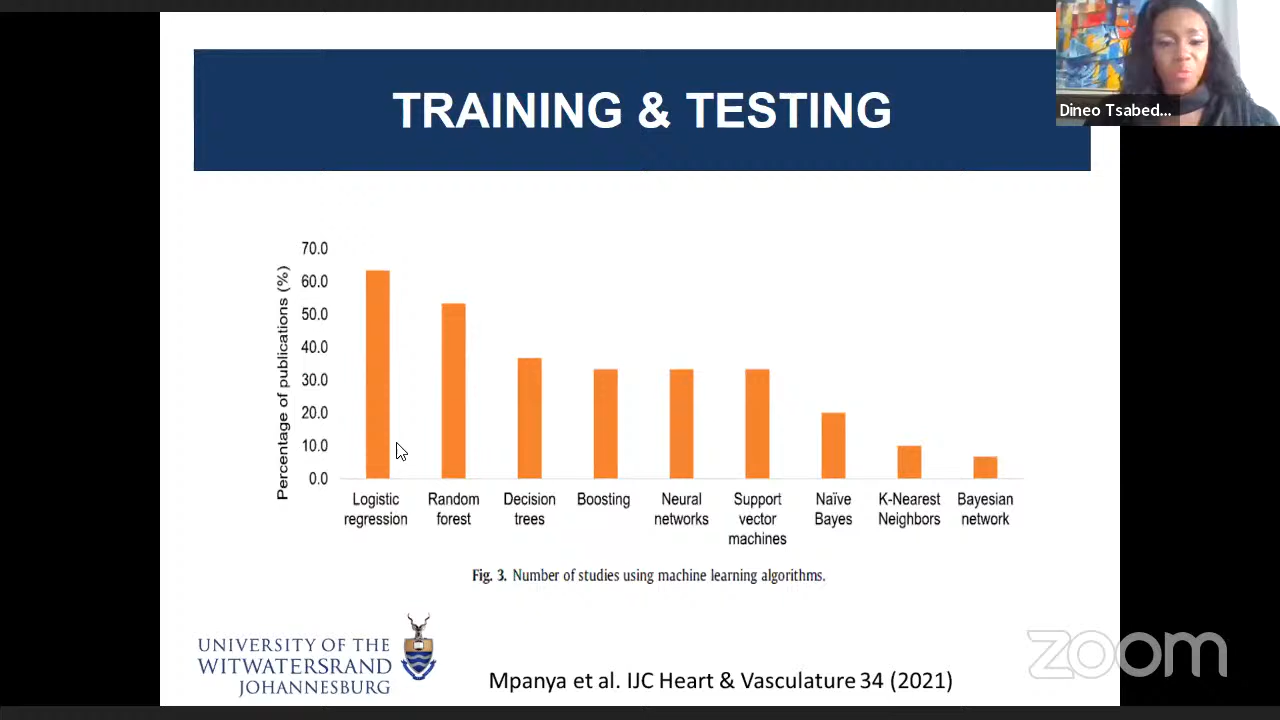 TRAINING & TESTING
Dineo Tsabed...
Percentage of publications (%)
70.0
60.0
50.0
40.0
30.0
20.0
10.0
0.0
Logistic
regression
Random
forest
Decision
trees
Boosting
Neural
networks
Support
vector
machines
Naïve
Bayes
K-Nearest
Neighbors
Bayesian
network
Fig. 3. Number of studies using machine learning algorithms.
UNIVERSITY OF THE
WITWATERSRAND
JOHANNESBURG
Mpanya et al. IJC Heart & Vasculature 34 (2021)
zoom